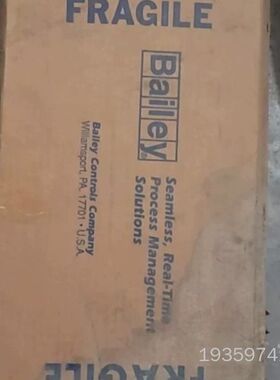 FRAGILE
Bailey®
Seamless, Real-Time
Process Management
Solutions
Bailey Controls Company
Williamsport, PA. 17701 • U.S.A.
FRAGILE
1935974